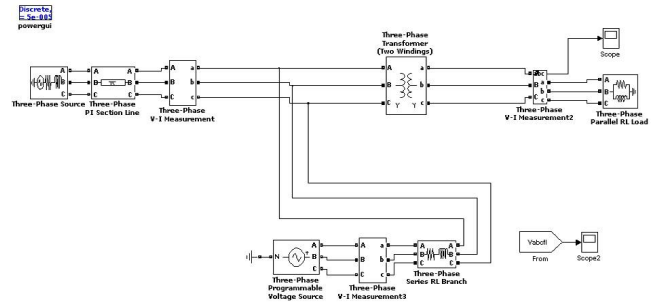 Discrete,
= 5e-005
powergui
Three-Phase
Transformer
(Two Windings)
Scope
A A A A a A a abc
B B B B b B b B a A
C C C C c C Y Y c C b B
c C
Three-Phase Source
Three-Phase
PI Section Line
Three-Phase
V-I Measurement
Three-Phase
V-I Measurement2
Three-Phase
Parallel RL Load
N A A a A A
B B b B B
C C c C C
Vabcfl
From
Scope2
Three-Phase
Programmable
Voltage Source
Three-Phase
V-I Measurement3
Three-Phase
Series RL Branch